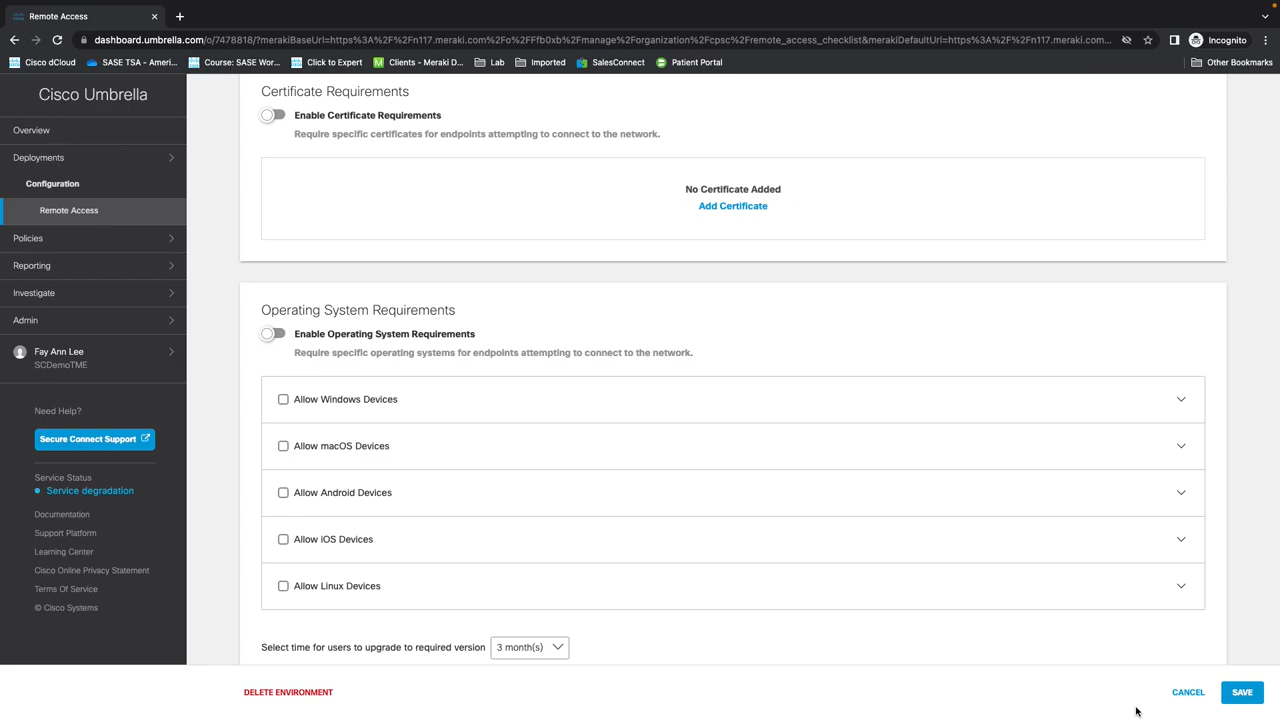 Remote Access
dashboard.umbrella.com/o/7478818/?merakiBaseUrl=https%3A%2F%2Fn117.meraki.com%2Fo%2FFfb0xb%2Fmanage%2Forganization%2Fcpsc%2Fremote_access_checklist&merakiDefaultUrl=https%3A%2F%2Fn117.meraki.com...
Incognito
Cisco dCloud
SASE TSA - Ameri...
Course: SASE Wor...
Click to Expert
Clients - Meraki D...
Lab
Imported
SalesConnect
Patient Portal
Other Bookmarks
Cisco Umbrella
Overview
Deployments
Configuration
Remote Access
Policies
Reporting
Investigate
Admin
Fay Ann Lee
SCDemoTME
Need Help?
Secure Connect Support
Service Status
Service degradation
Documentation
Support Platform
Learning Center
Cisco Online Privacy Statement
Terms Of Service
© Cisco Systems
Certificate Requirements
Enable Certificate Requirements
Require specific certificates for endpoints attempting to connect to the network.
No Certificate Added
Add Certificate
Operating System Requirements
Enable Operating System Requirements
Require specific operating systems for endpoints attempting to connect to the network.
Allow Windows Devices
Allow macOS Devices
Allow Android Devices
Allow iOS Devices
Allow Linux Devices
Select time for users to upgrade to required version 3 month(s)
DELETE ENVIRONMENT
CANCEL
SAVE